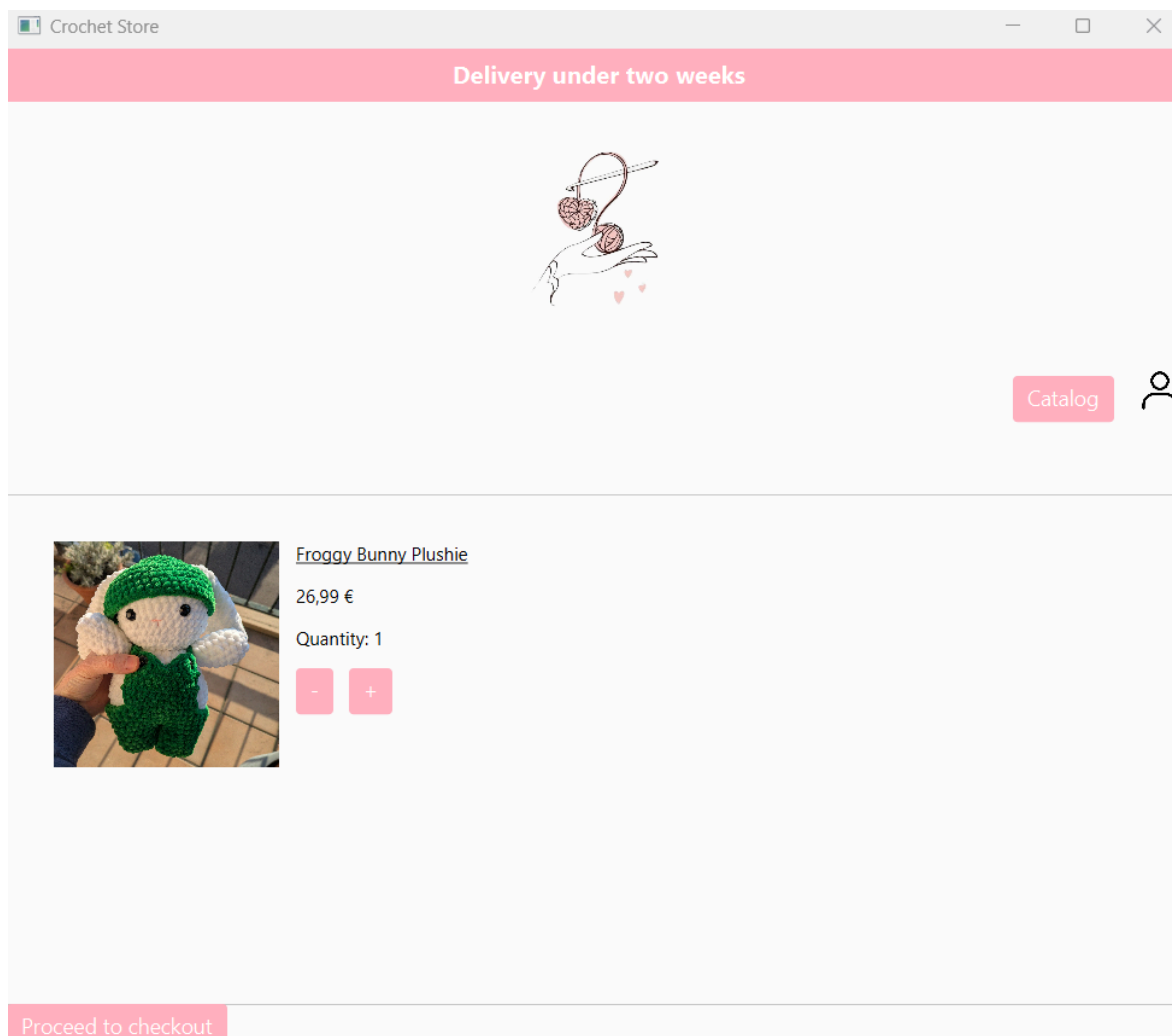 Crochet Store
Delivery under two weeks
Catalog
Froggy Bunny Plushie
26,99 €
Quantity: 1
- +
Proceed to checkout